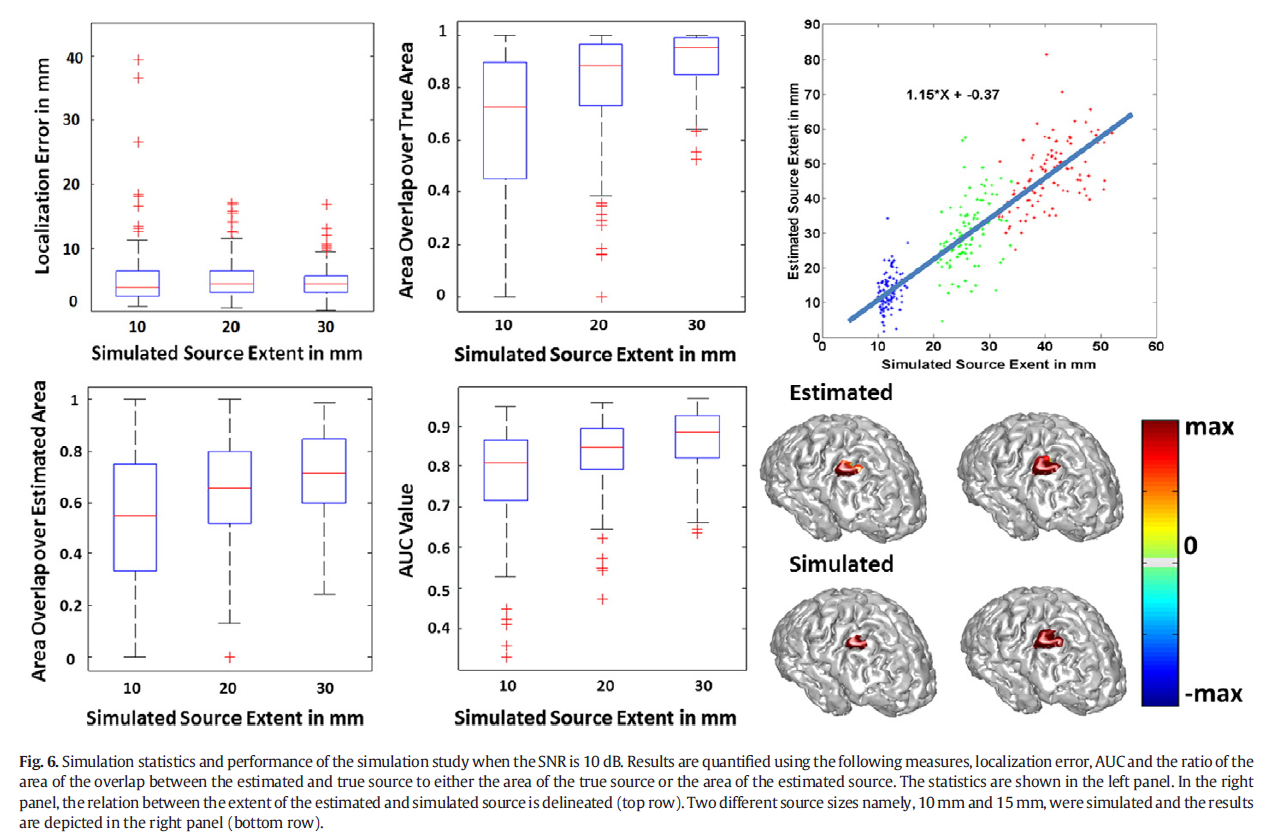 Localization Error in mm
40
30
20
10
0
10 20 30
Simulated Source Extent in mm
Area Overlap over True Area
1
0.8
0.6
0.4
0.2
0
10 20 30
Simulated Source Extent in mm
Estimated Source Extent in mm
90
80
70
60
50
40
30
20
10
0
1.15*X + -0.37
0 10 20 30 40 50 60
Simulated Source Exent in mm
Area Overlap over Estimated Area
1
0.8
0.6
0.4
0.2
0
10 20 30
Simulated Source Extent in mm
AUC Value
0.9
0.8
0.7
0.6
0.5
0.4
10 20 30
Simulated Source Extent in mm
Estimated
Simulated
max
0
-max
Fig. 6. Simulation statistics and performance of the simulation study when the SNR is 10 dB. Results are quantified using the following measures, localization error, AUC and the ratio of the
area of the overlap between the estimated and true source to either the area of the true source or the area of the estimated source. The statistics are shown in the left panel. In the right
panel, the relation between the extent of the estimated and simulated source is delineated (top row). Two different source sizes namely, 10 mm and 15 mm, were simulated and the results
are depicted in the right panel (bottom row).